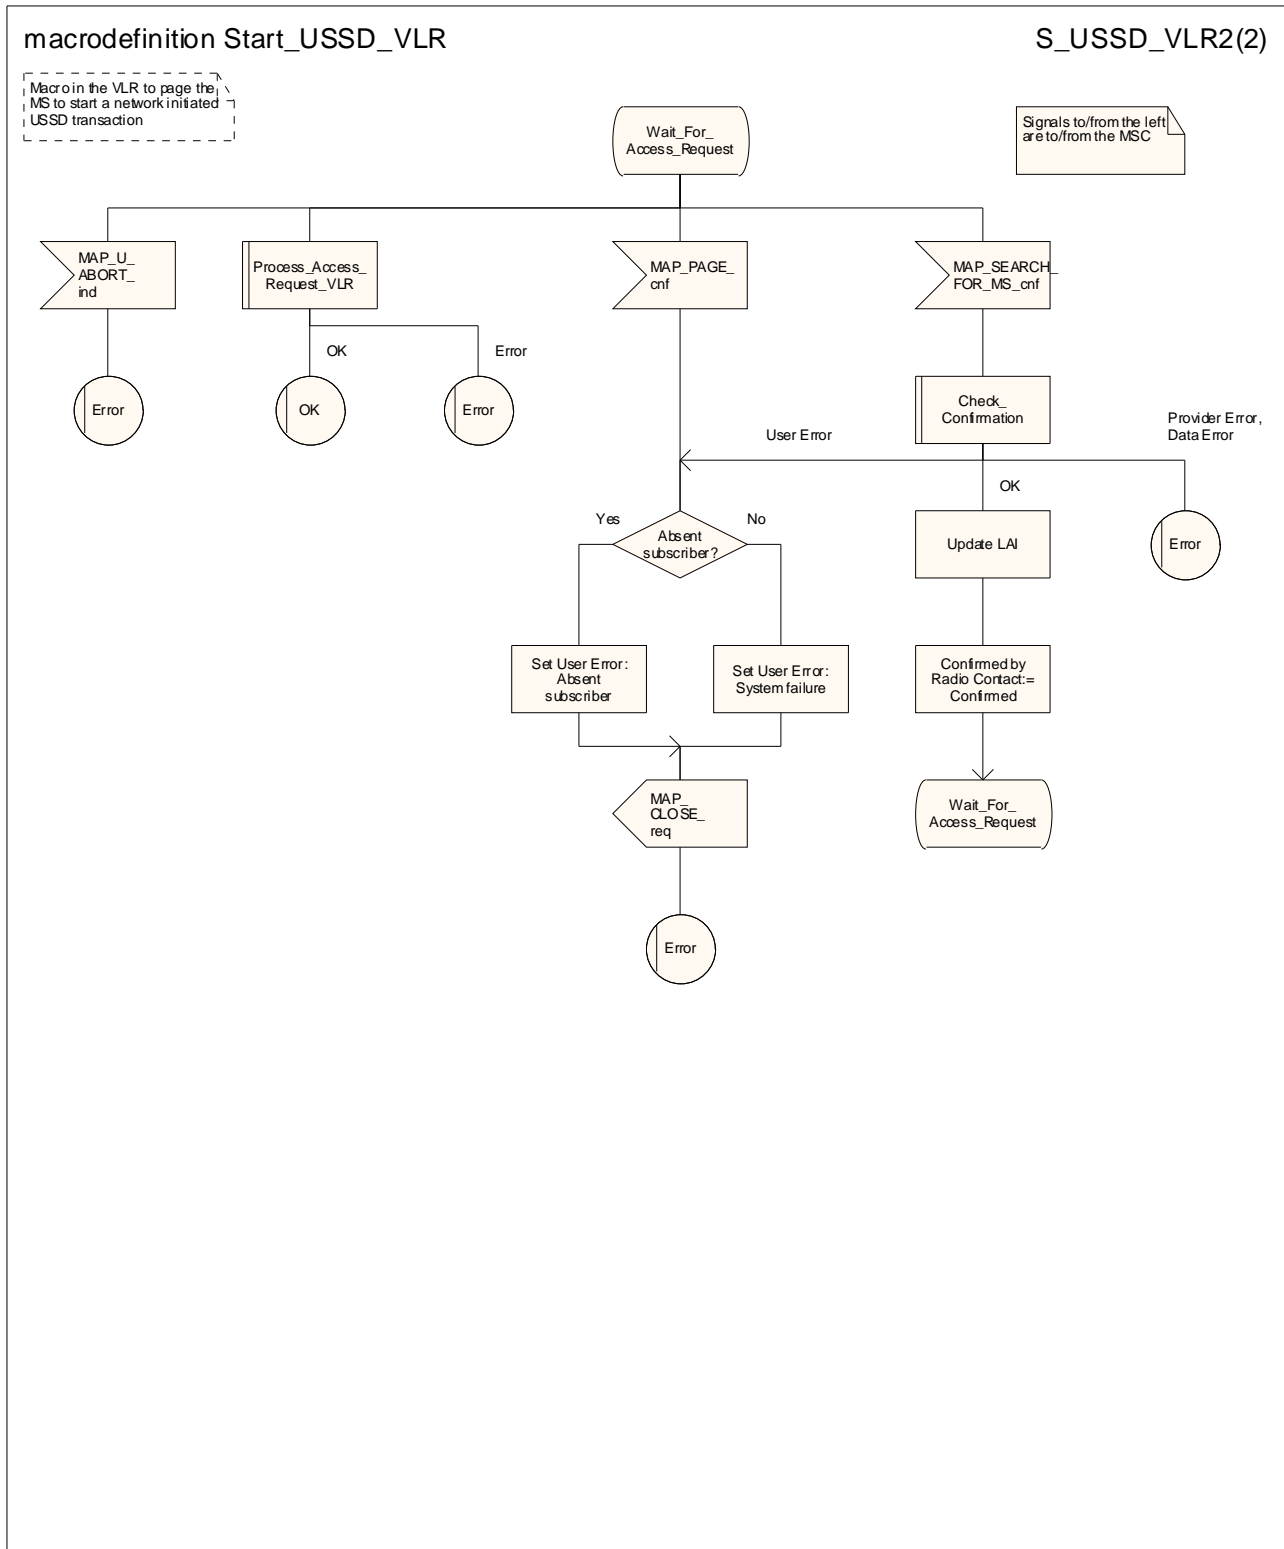 macrodefinition Start_USSD_VLR
S_USSD_VLR2(2)
Macro in the VLR to page the
MS to start a network initiated
USSD transaction
Wait_For_
Access_Request
Signals to/from the left
are to/from the MSC
MAP_U_
ABORT_
ind
Process_Access_
Request_VLR
MAP_PAGE_
cnf
MAP_SEARCH_
FOR_MS_cnf
OK
Error
Error
OK
Error
Check_
Confirmation
User Error
Provider Error,
Data Error
OK
Yes
No
Absent
subscriber?
Update LAI
Error
Set User Error:
Absent
subscriber
Set User Error:
System failure
Confirmed by
Radio Contact:=
Confirmed
MAP_
CLOSE_
req
Wait_For_
Access_Request
Error